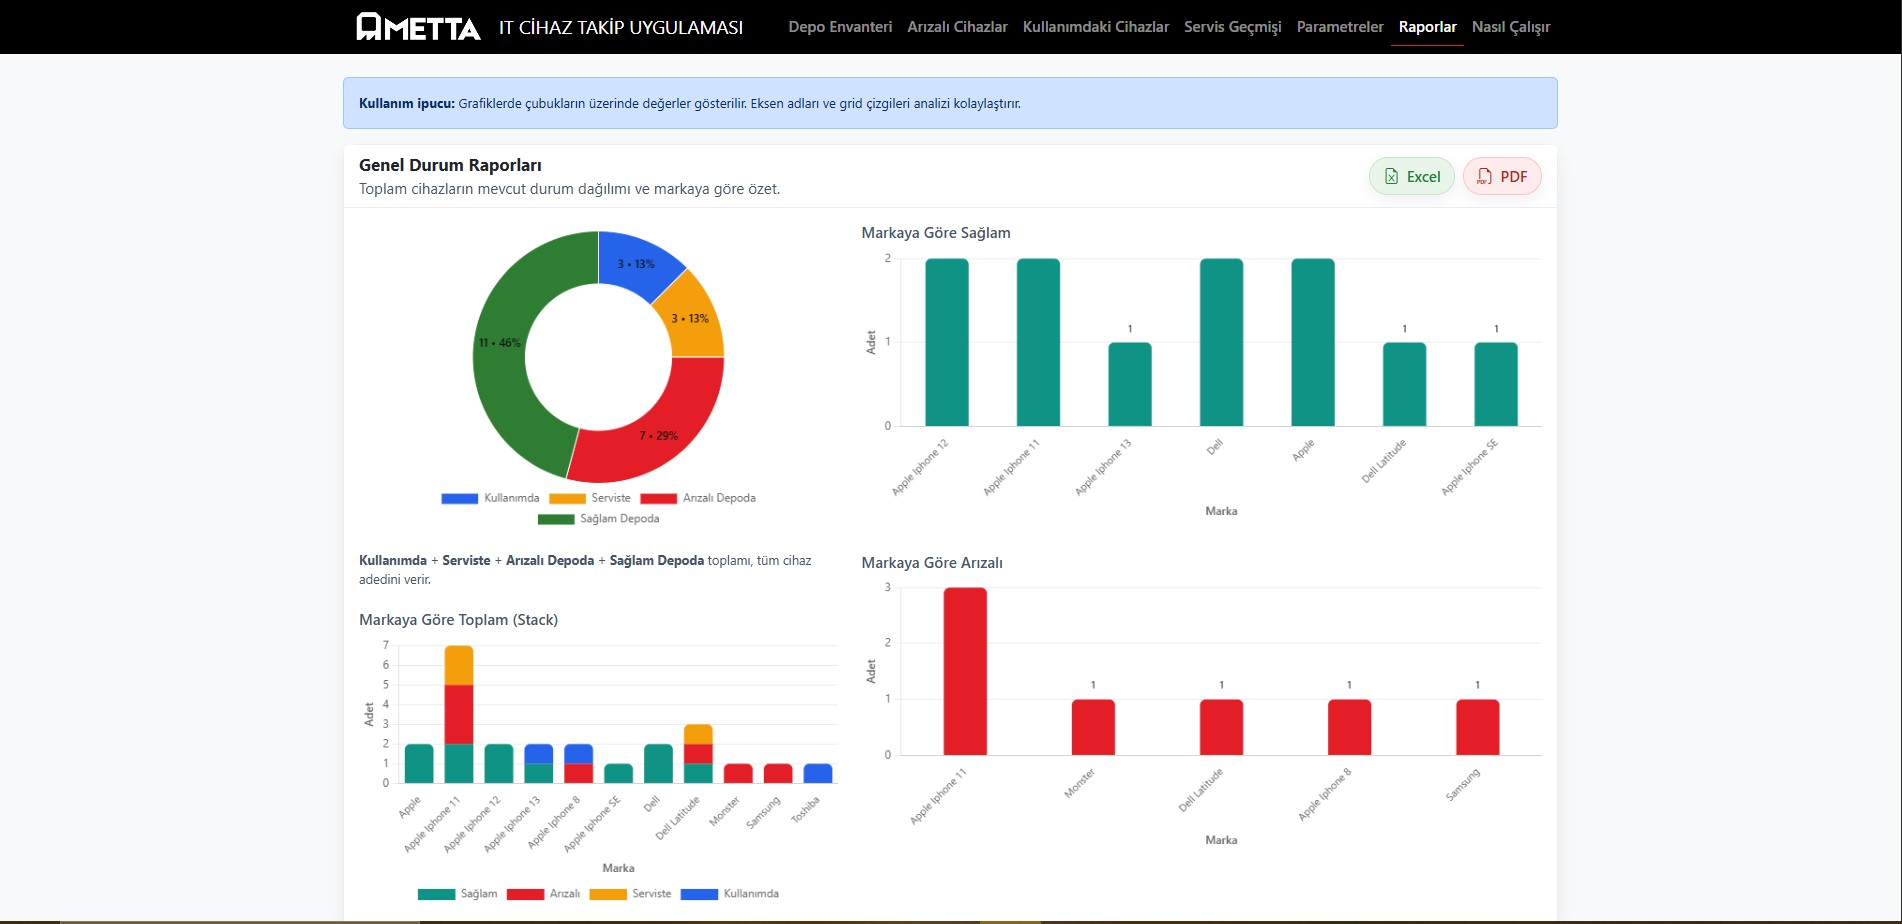 METTA
IT CİHAZ TAKİP UYGULAMASI
Depo Envanteri
Arızalı Cihazlar
Kullanımdaki Cihazlar
Servis Geçmişi
Parametreler
Raporlar
Nasıl Çalışır
Kullanım ipucu: Grafiklerde çubukların üzerinde değerler gösterilir. Eksen adları ve grid çizgileri analizi kolaylaştırır.
Genel Durum Raporları
Toplam cihazların mevcut durum dağılımı ve markaya göre özet.
Excel
PDF
3 • 13%
3 • 13%
11 • 46%
7 • 29%
Kullanımda
Serviste
Arızalı Depoda
Sağlam Depoda
Kullanımda + Serviste + Arızalı Depoda + Sağlam Depoda toplamı, tüm cihaz
adedini verir.
Markaya Göre Toplam (Stack)
7
6
5
4
3
2
1
0
Adet
Apple
Apple Iphone 11
Apple Iphone 12
Apple Iphone 13
Apple Iphone 8
Apple Iphone SE
Dell
Dell Latitude
Monster
Samsung
Toshiba
Marka
Sağlam
Arızalı
Serviste
Kullanımda
Markaya Göre Sağlam
2
1
0
Adet
1
1
1
Apple Iphone 12
Apple Iphone 11
Apple Iphone 13
Dell
Apple
Dell Latitude
Apple Iphone SE
Marka
Markaya Göre Arızalı
3
2
1
0
Adet
1
1
1
1
Apple Iphone 11
Monster
Dell Latitude
Apple Iphone 8
Samsung
Marka